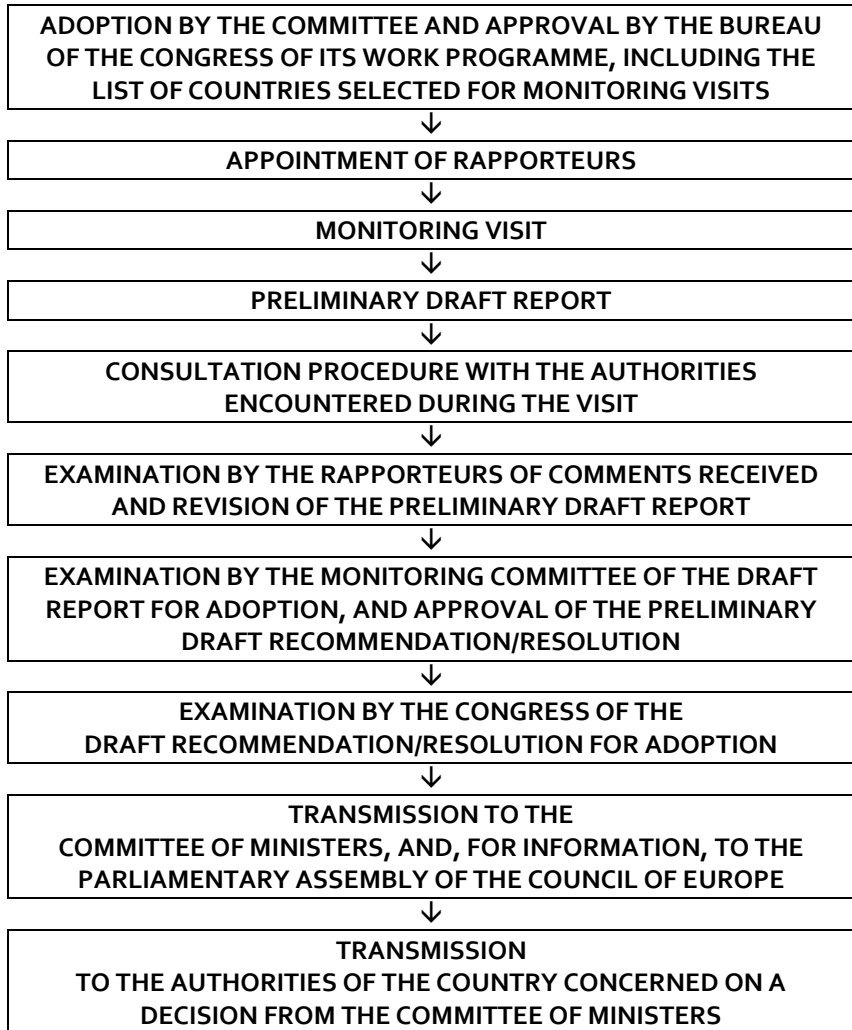 ADOPTION BY THE COMMITTEE AND APPROVAL BY THE BUREAU
OF THE CONGRESS OF ITS WORK PROGRAMME, INCLUDING THE
LIST OF COUNTRIES SELECTED FOR MONITORING VISITS
↓
APPOINTMENT OF RAPPORTEURS
↓
MONITORING VISIT
↓
PRELIMINARY DRAFT REPORT
↓
CONSULTATION PROCEDURE WITH THE AUTHORITIES
ENCOUNTERED DURING THE VISIT
↓
EXAMINATION BY THE RAPPORTEURS OF COMMENTS RECEIVED
AND REVISION OF THE PRELIMINARY DRAFT REPORT
↓
EXAMINATION BY THE MONITORING COMMITTEE OF THE DRAFT
REPORT FOR ADOPTION, AND APPROVAL OF THE PRELIMINARY
DRAFT RECOMMENDATION/RESOLUTION
↓
EXAMINATION BY THE CONGRESS OF THE
DRAFT RECOMMENDATION/RESOLUTION FOR ADOPTION
↓
TRANSMISSION TO THE
COMMITTEE OF MINISTERS, AND, FOR INFORMATION, TO THE
PARLIAMENTARY ASSEMBLY OF THE COUNCIL OF EUROPE
↓
TRANSMISSION
TO THE AUTHORITIES OF THE COUNTRY CONCERNED ON A
DECISION FROM THE COMMITTEE OF MINISTERS